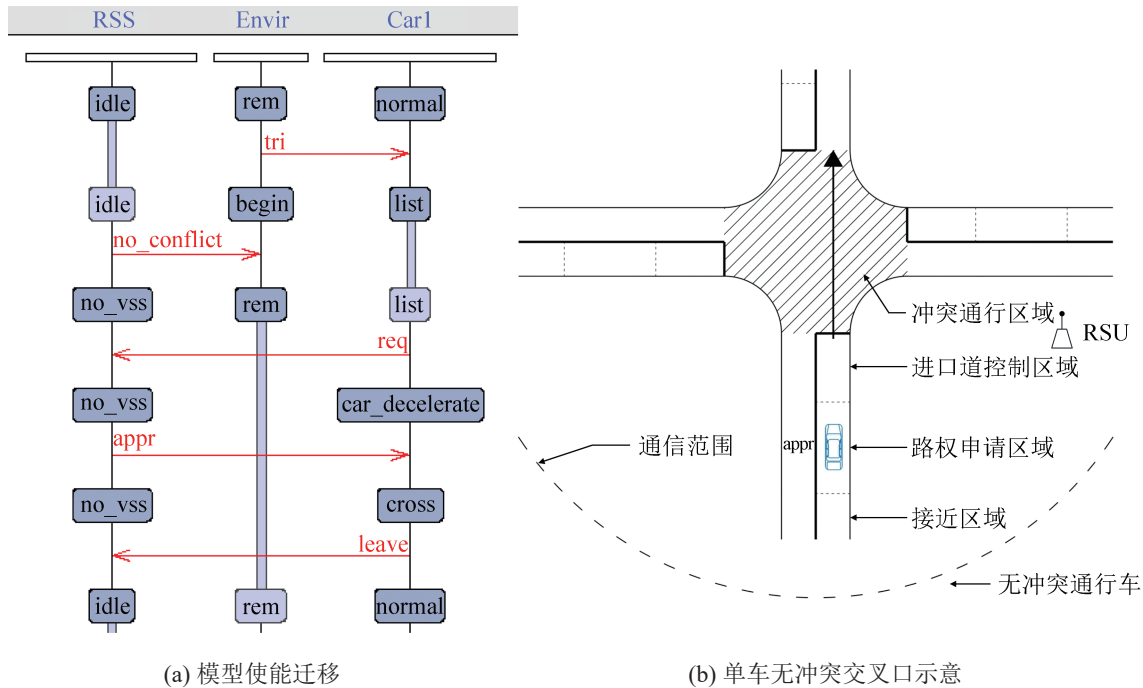 RSS Envir Car1
idle rem normal
tri
idle begin list
no_conflict
no_vss rem list
req
no_vss car_decelerate
appr
no_vss cross
leave
idle rem normal
(a) 模型使能迁移
冲突通行区域
RSU
进口道控制区域
通信范围
appr
路权申请区域
接近区域
无冲突通行车
(b) 单车无冲突交叉口示意